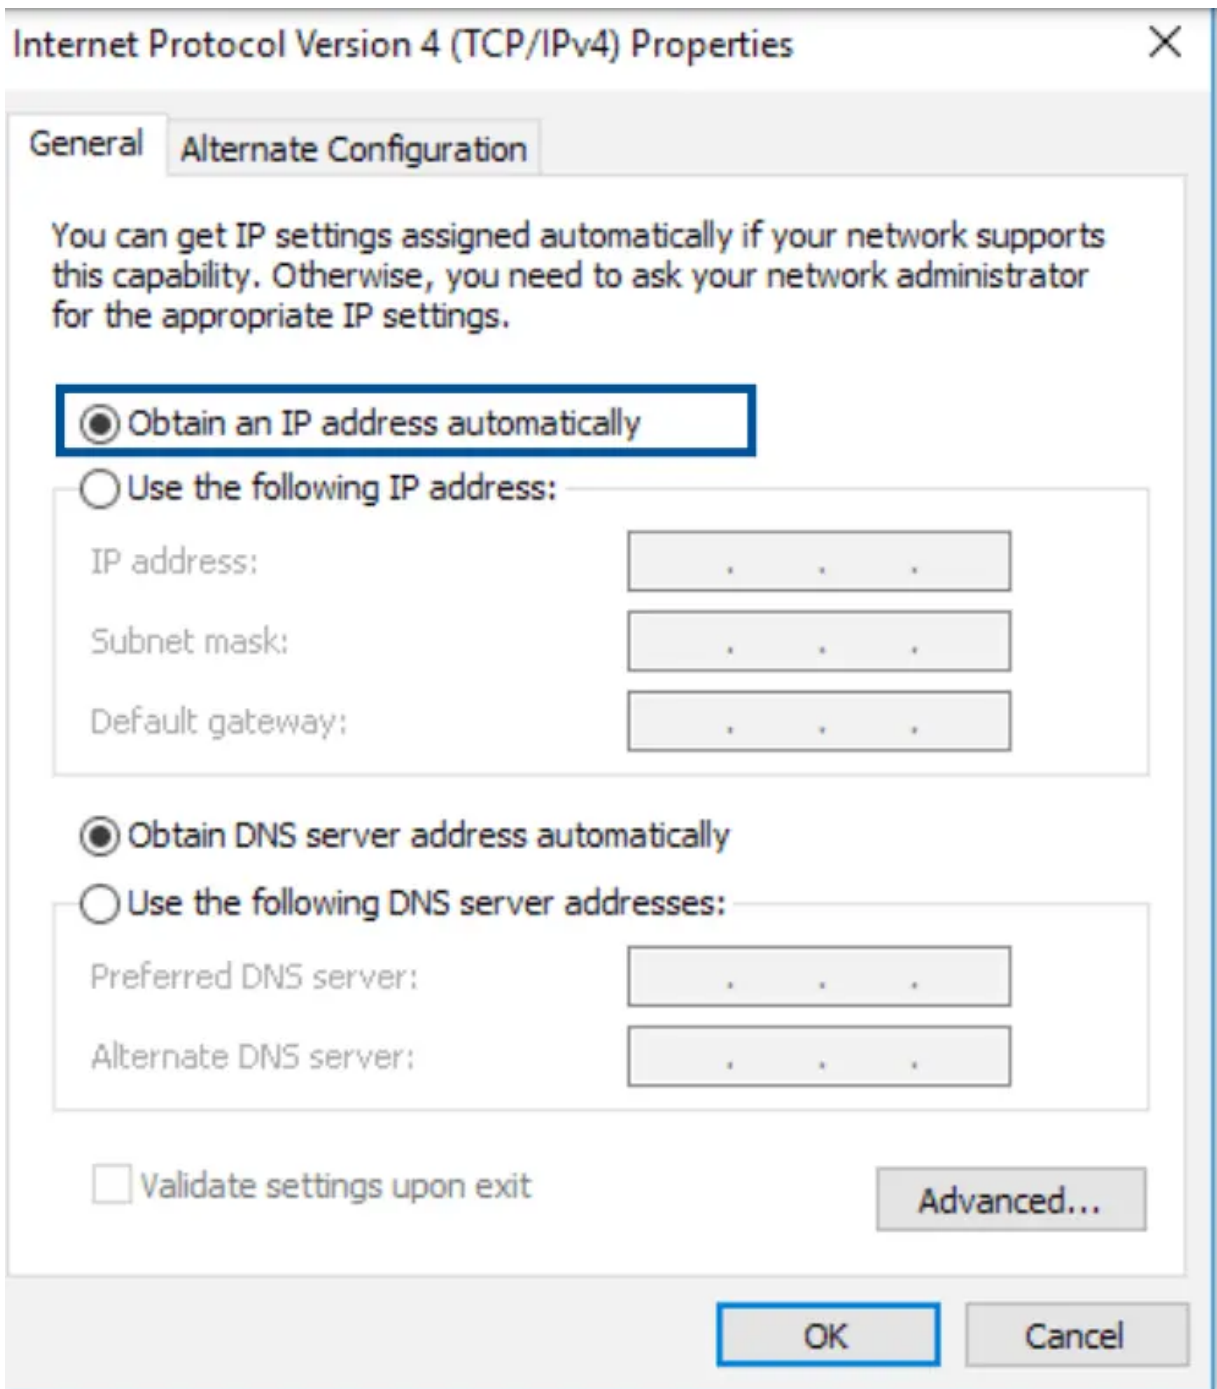 Internet Protocol Version 4 (TCP/IPv4) Properties
General
Alternate Configuration
You can get IP settings assigned automatically if your network supports
this capability. Otherwise, you need to ask your network administrator
for the appropriate IP settings.
Obtain an IP address automatically
Use the following IP address:
IP address:
Subnet mask:
Default gateway:
Obtain DNS server address automatically
Use the following DNS server addresses:
Preferred DNS server:
Alternate DNS server:
Validate settings upon exit
Advanced...
OK
Cancel